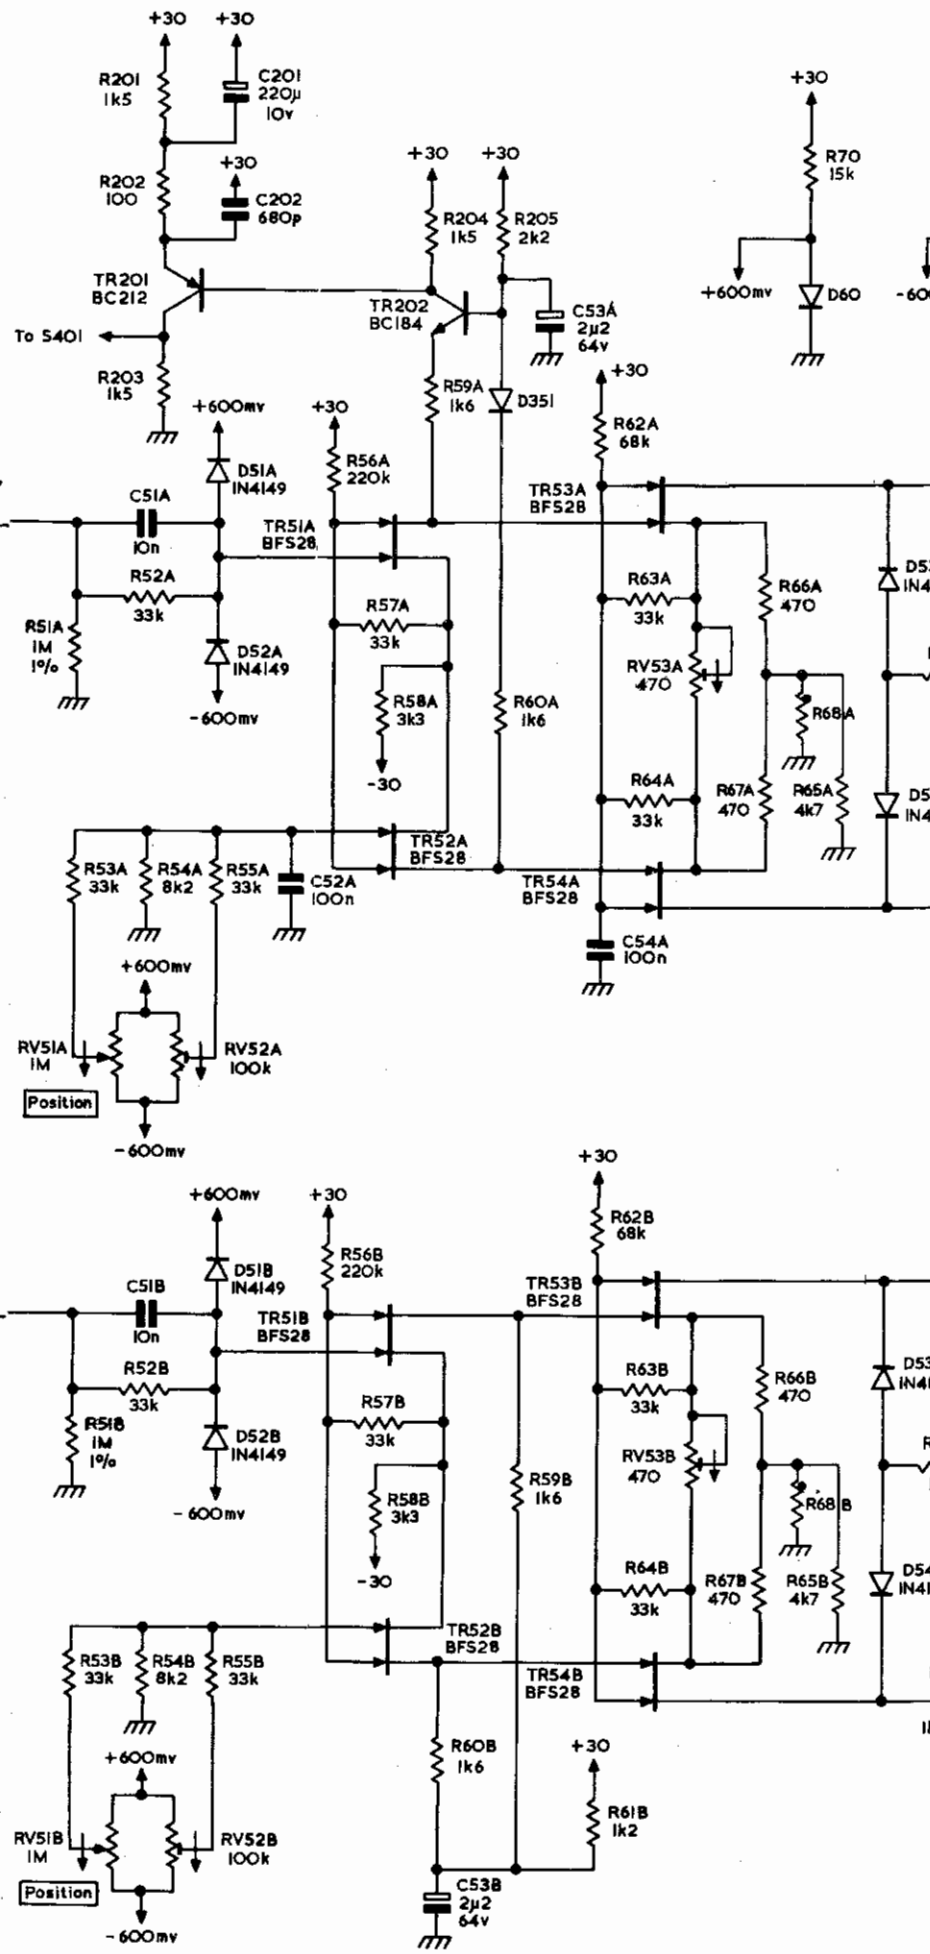 +30
+30
R201
1k5
C201
220μ
10v
+30
R202
100
C202
680p
+30
+30
R204
1k5
R205
2k2
+30
R70
15k
TR201
BC212
TR202
BC184
C53A
2μ2
64v
+600mv
D60
To S401
R203
1k5
R59A
1k6
D351
+30
+600mv
+30
R62A
68k
D51A
IN4149
R56A
220k
C51A
10n
TR51A
BFS28
TR53A
BFS28
R52A
33k
R57A
33k
R63A
33k
R66A
470
R51A
1M
1%
D52A
IN4149
RV53A
470
-600mv
R58A
3k3
R60A
1k6
R68A
-30
R64A
33k
R67A
470
R65A
4k7
TR52A
BFS28
R53A
33k
R54A
8k2
R55A
33k
C52A
100n
TR54A
BFS28
C54A
100n
+600mv
RV51A
1M
RV52A
100k
Position
-600mv
+30
+600mv
+30
R62B
68k
D51B
IN4149
R56B
220k
C51B
10n
TR51B
BFS28
TR53B
BFS28
R52B
33k
R57B
33k
R63B
33k
R66B
470
R51B
1M
1%
D52B
IN4149
RV53B
470
-600mv
R58B
3k3
R59B
1k6
R68B
-30
R64B
33k
R67B
470
R65B
4k7
TR52B
BFS28
R53B
33k
R54B
8k2
R55B
33k
TR54B
BFS28
+600mv
R60B
1k6
+30
RV51B
1M
RV52B
100k
R61B
1k2
Position
C53B
2μ2
64v
-600mv